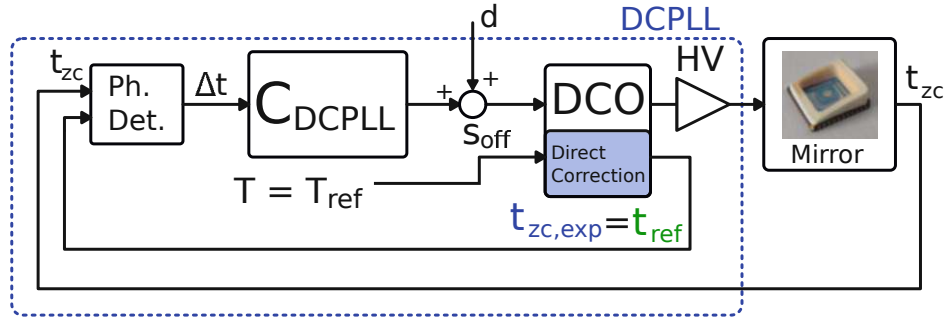 DCPLL
d
HV
t_zc
Ph.
Det.
Δt
C_DCPLL
+
+
s_off
DCO
Direct
Correction
T = T_ref
t_zc,exp=t_ref
Mirror
t_zc